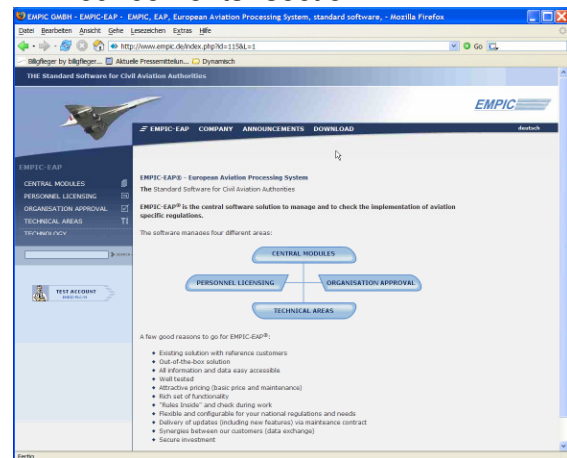 EMPIC GMBH - EMPIC-EAP - EMPIC, EAP, European Aviation Processing System, standard software, - Mozilla Firefox
Datei Bearbeiten Ansicht Gehe Lesezeichen Extras Hilfe
http://www.empic.de/index.php?id=115&L=1 Go
Billigflieger by billigflieger... Aktuelle Pressemitteilun... Dynamisch
THE Standard Software for Civil Aviation Authorities
EMPIC
EMPIC-EAP COMPANY ANNOUNCEMENTS DOWNLOAD deutsch
EMPIC-EAP
CENTRAL MODULES
PERSONNEL LICENSING
ORGANISATION APPROVAL
TECHNICAL AREAS
TECHNOLOGY
TEST ACCOUNT
EMPIC-EAP® - European Aviation Processing System
The Standard Software for Civil Aviation Authorities
EMPIC-EAP® is the central software solution to manage and to check the implementation of aviation
specific regulations.
The software manages four different areas:
CENTRAL MODULES
PERSONNEL LICENSING ORGANISATION APPROVAL
TECHNICAL AREAS
A few good reasons to go for EMPIC-EAP®:
Existing solution with reference customers
Out-of-the-box solution
All information and data easy accessible
Well tested
Attractive pricing (basic price and maintenance)
Rich set of functionality
"Rules Inside" and check during work
Flexible and configurable for your national regulations and needs
Delivery of updates (including new features) via maintenance contract
Synergies between our customers (data exchange)
Secure investment
Fertig